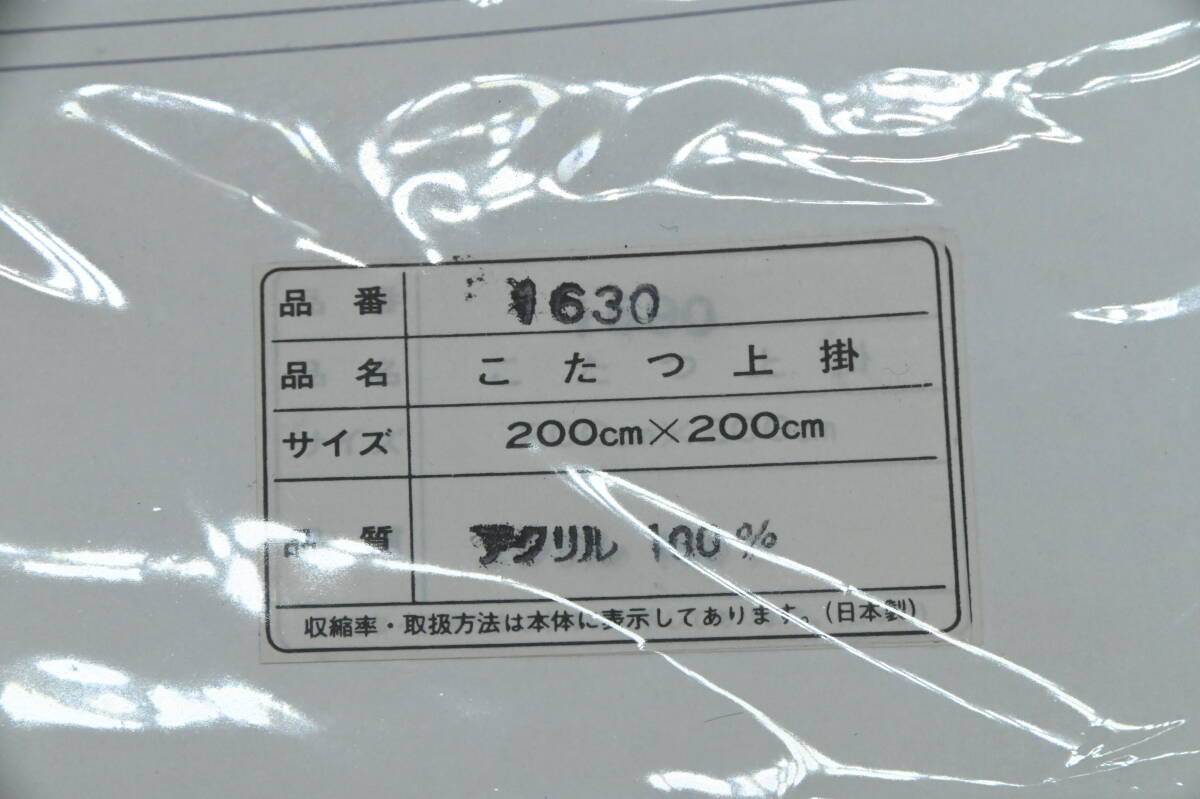 品番 1630
品名 こたつ上掛
サイズ 200cm×200cm
品質 アクリル 100%
収縮率・取扱方法は本体に表示してあります。(日本製)